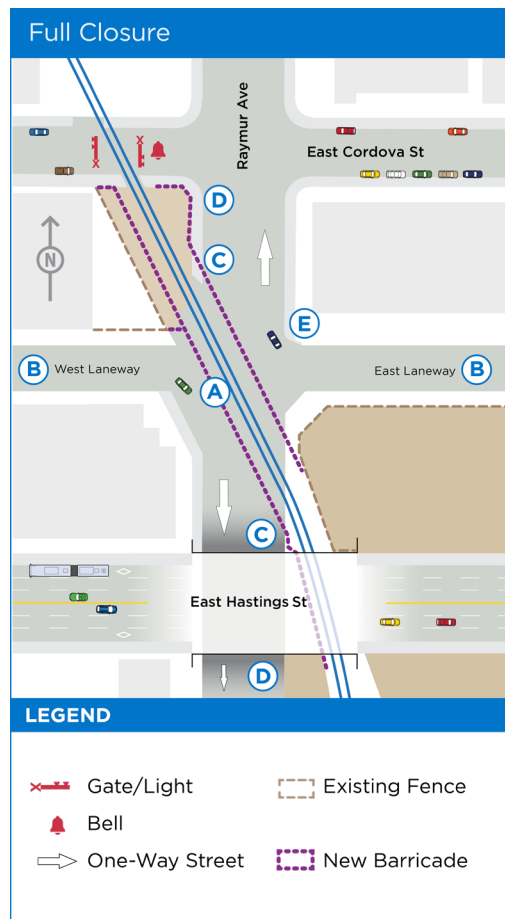 Full Closure
Raymur Ave
East Cordova St
D
C
N
E
B
West Laneway
East Laneway
B
A
C
East Hastings St
D
LEGEND
Gate/Light
Existing Fence
Bell
One-Way Street
New Barricade